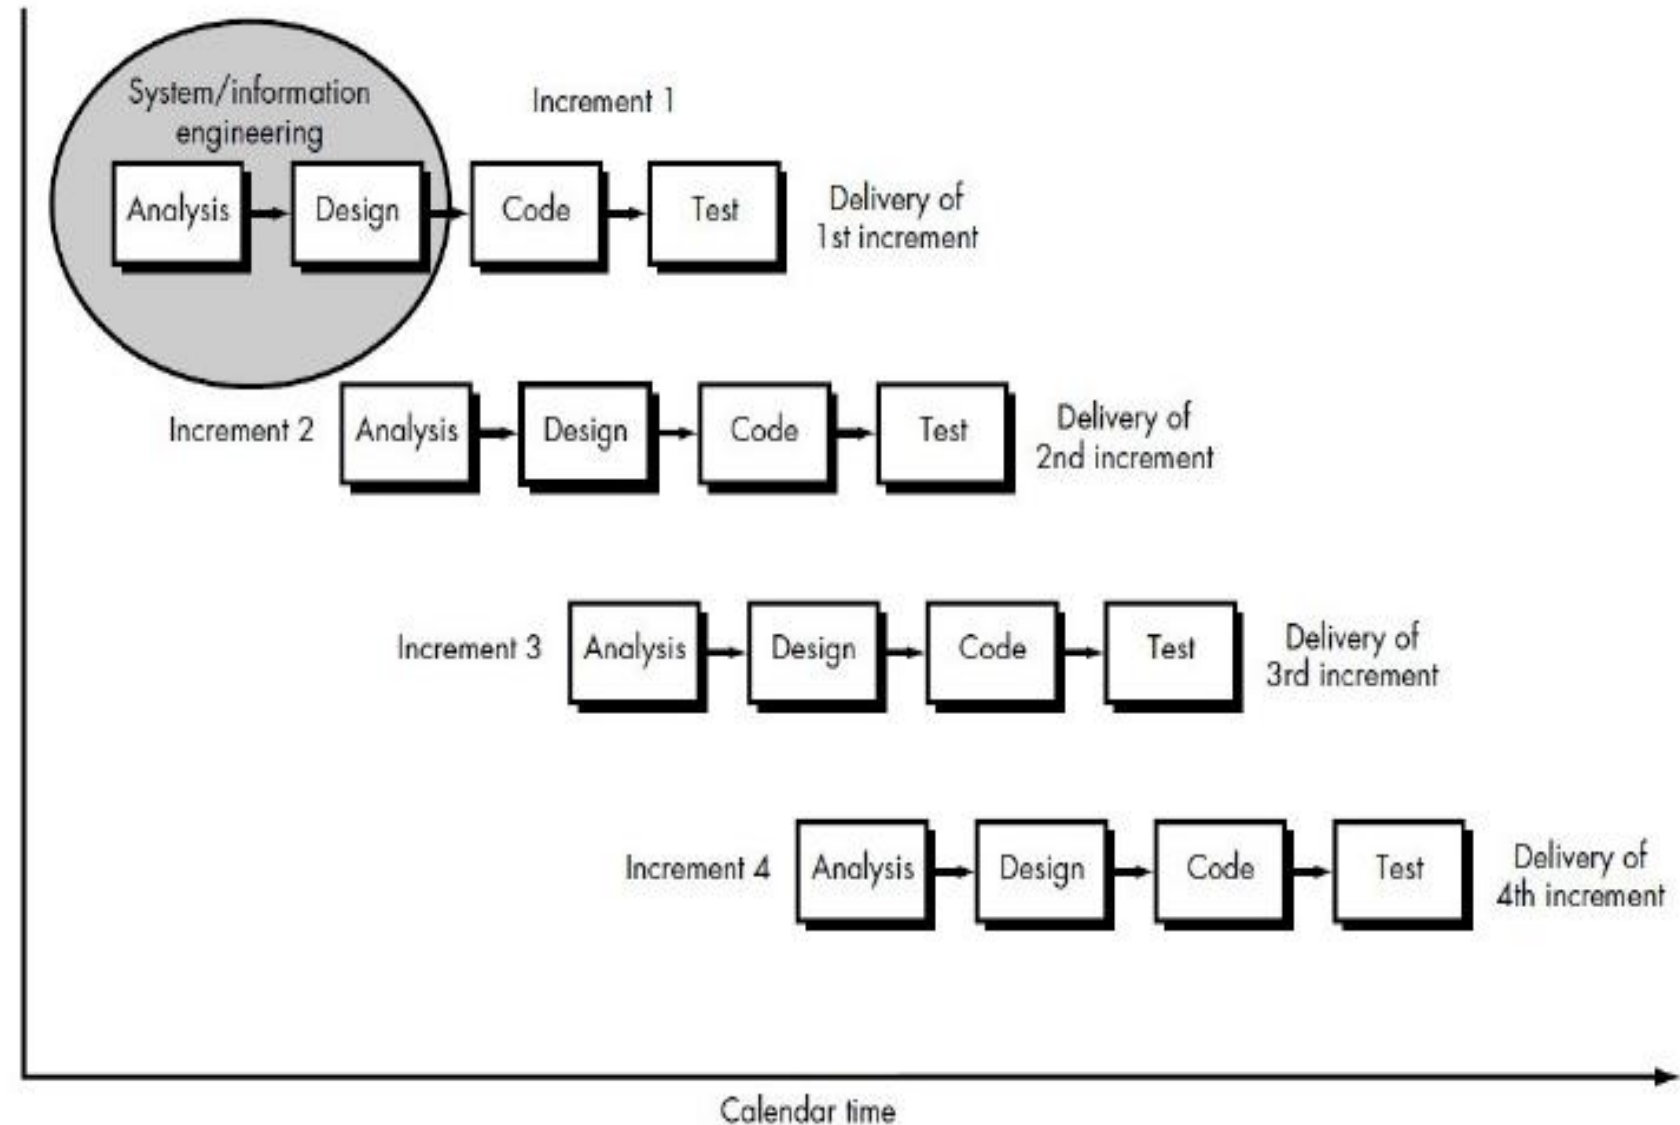 System/information
engineering
Increment 1
Analysis
Design
Code
Test
Delivery of
1st increment
Increment 2
Analysis
Design
Code
Test
Delivery of
2nd increment
Increment 3
Analysis
Design
Code
Test
Delivery of
3rd increment
Increment 4
Analysis
Design
Code
Test
Delivery of
4th increment
Calendar time